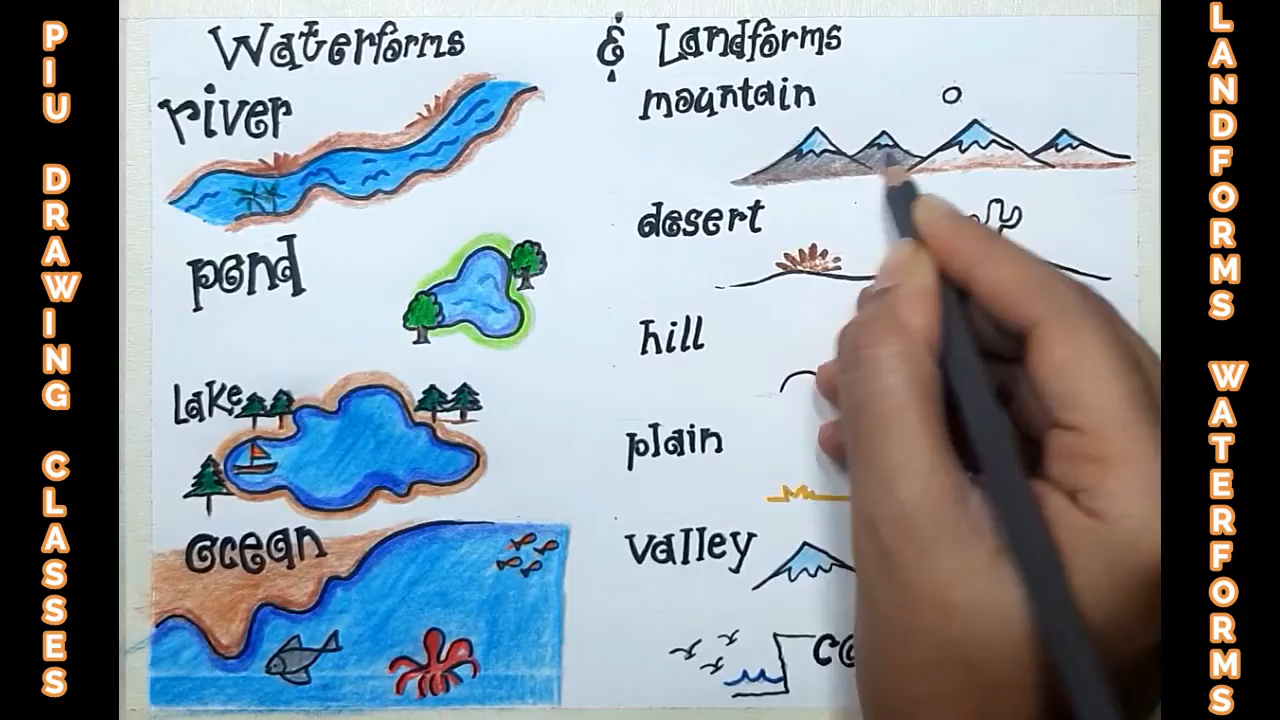 PIU DRAWING CLASSES
Waterforms & Landforms
river
pond
Lake
ocean
mountain
desert
hill
plain
valley
LANDFORMS WATERFORMS